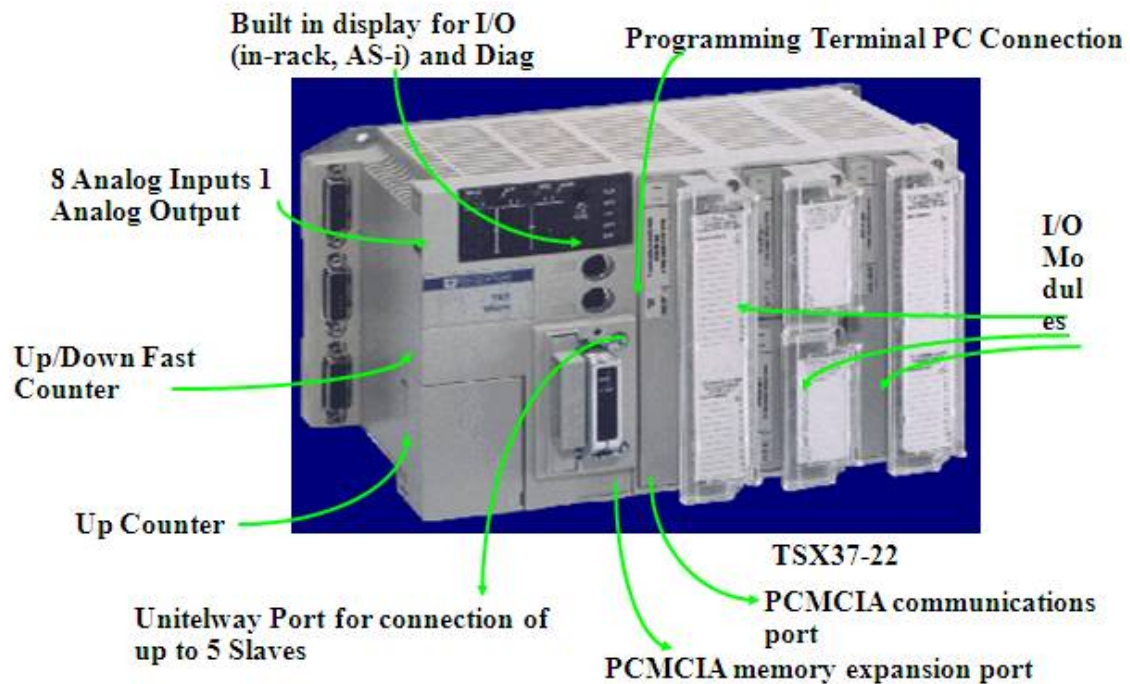 Built in display for I/O
(in-rack, AS-i) and Diag
Programming Terminal PC Connection
8 Analog Inputs 1
Analog Output
I/O
Mo
dul
es
Up/Down Fast
Counter
Up Counter
TSX37-22
Unitelway Port for connection of
up to 5 Slaves
PCMCIA communications
port
PCMCIA memory expansion port